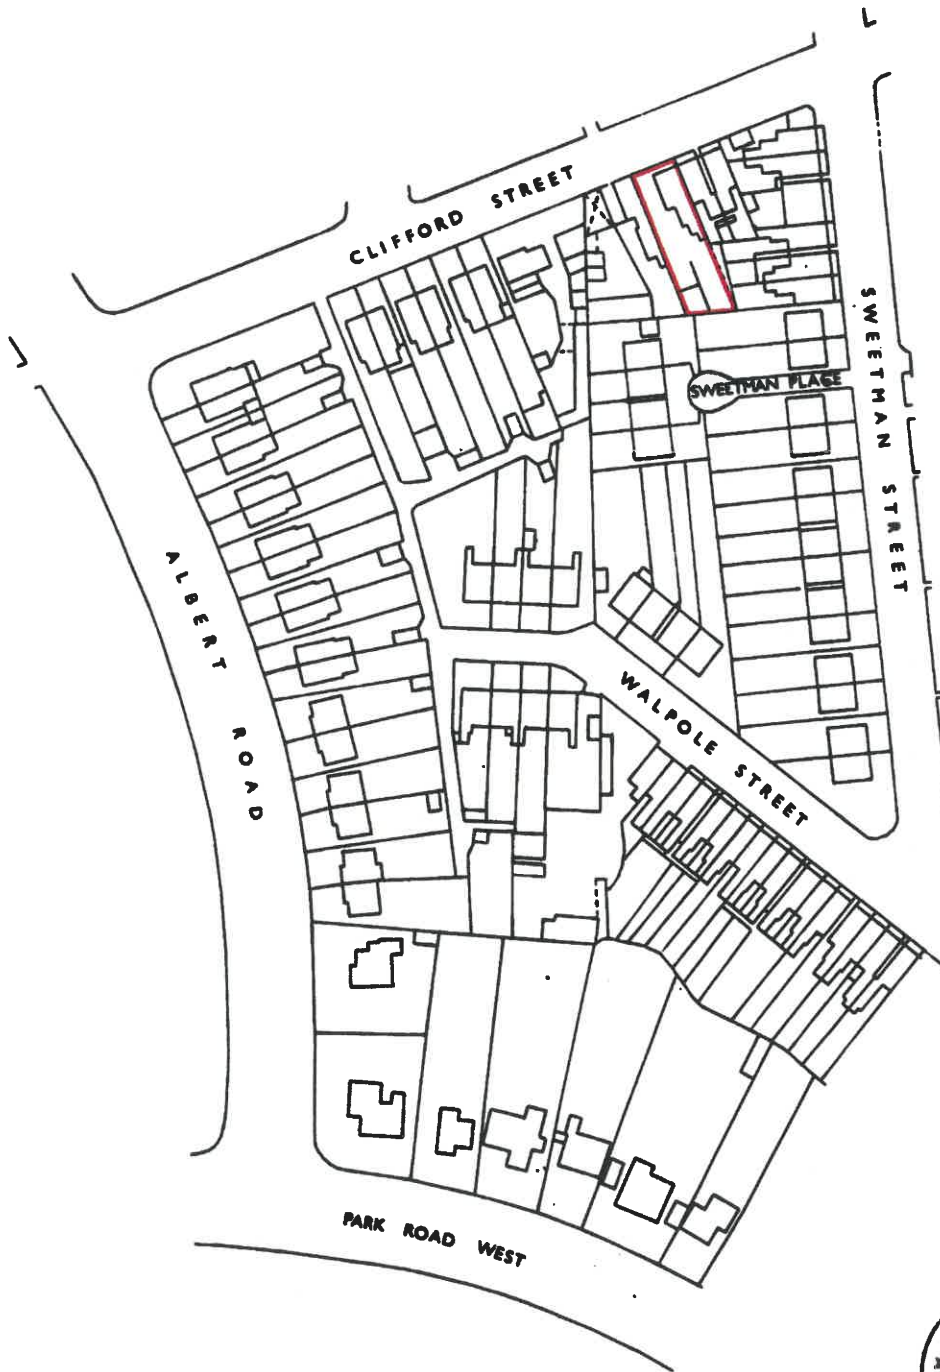 CLIFFORD STREET
SWEETMAN PLACE
SWEETMAN STREET
ALBERT ROAD
WALPOLE STREET
PARK ROAD WEST